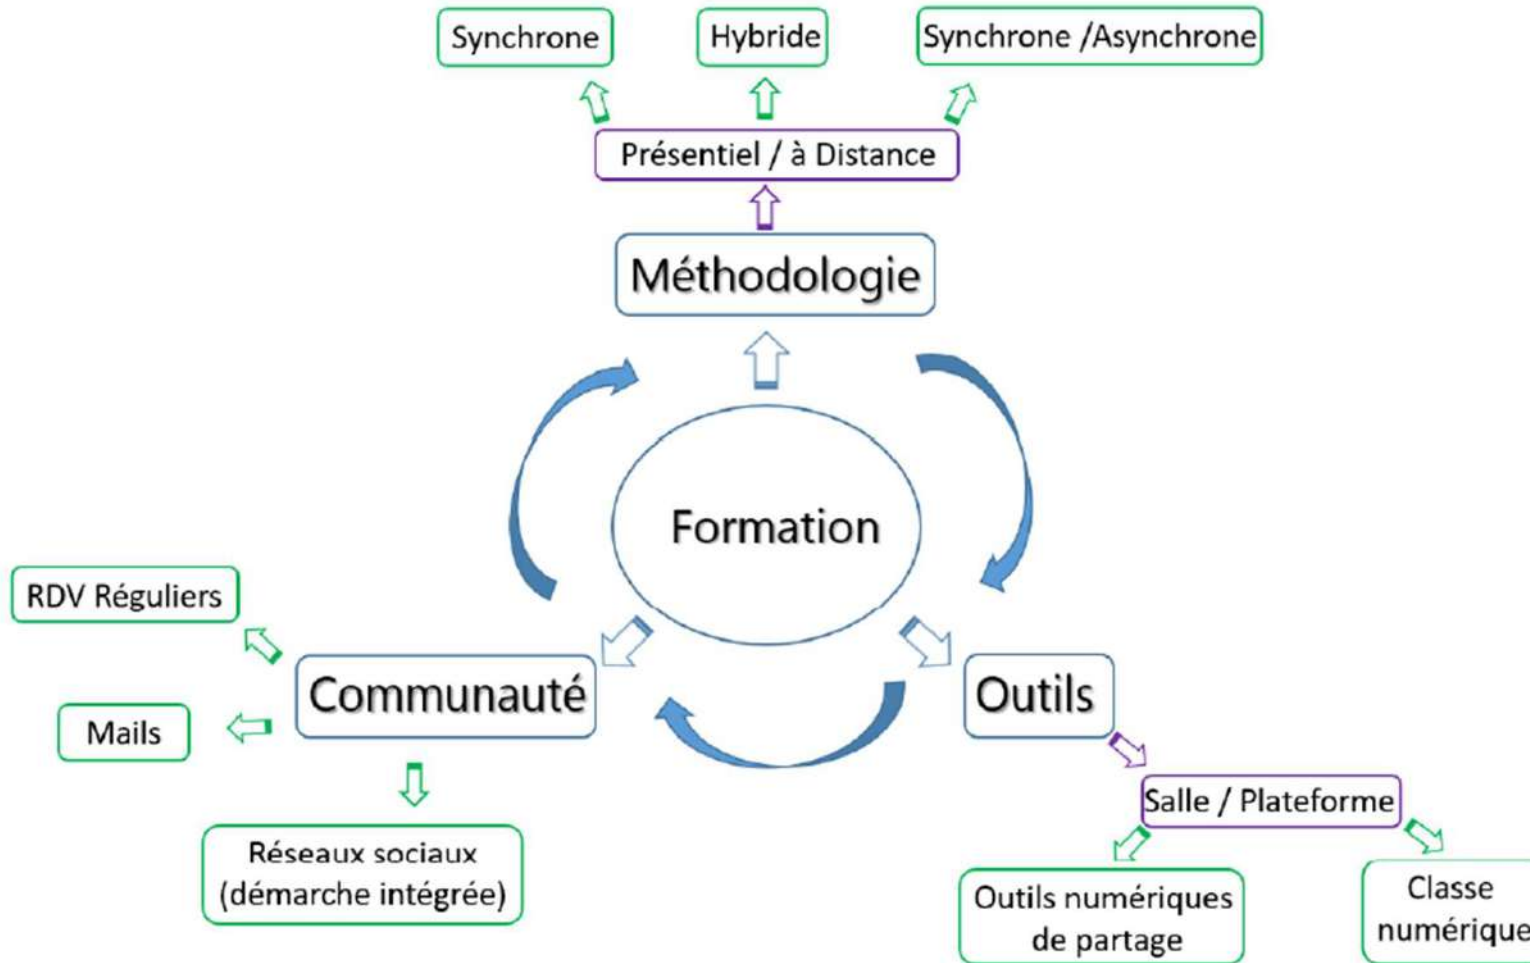 Synchrone
Hybride
Synchrone /Asynchrone
Présentiel / à Distance
Méthodologie
Formation
RDV Réguliers
Communauté
Outils
Mails
Salle / Plateforme
Réseaux sociaux
(démarche intégrée)
Outils numériques
de partage
Classe
numérique